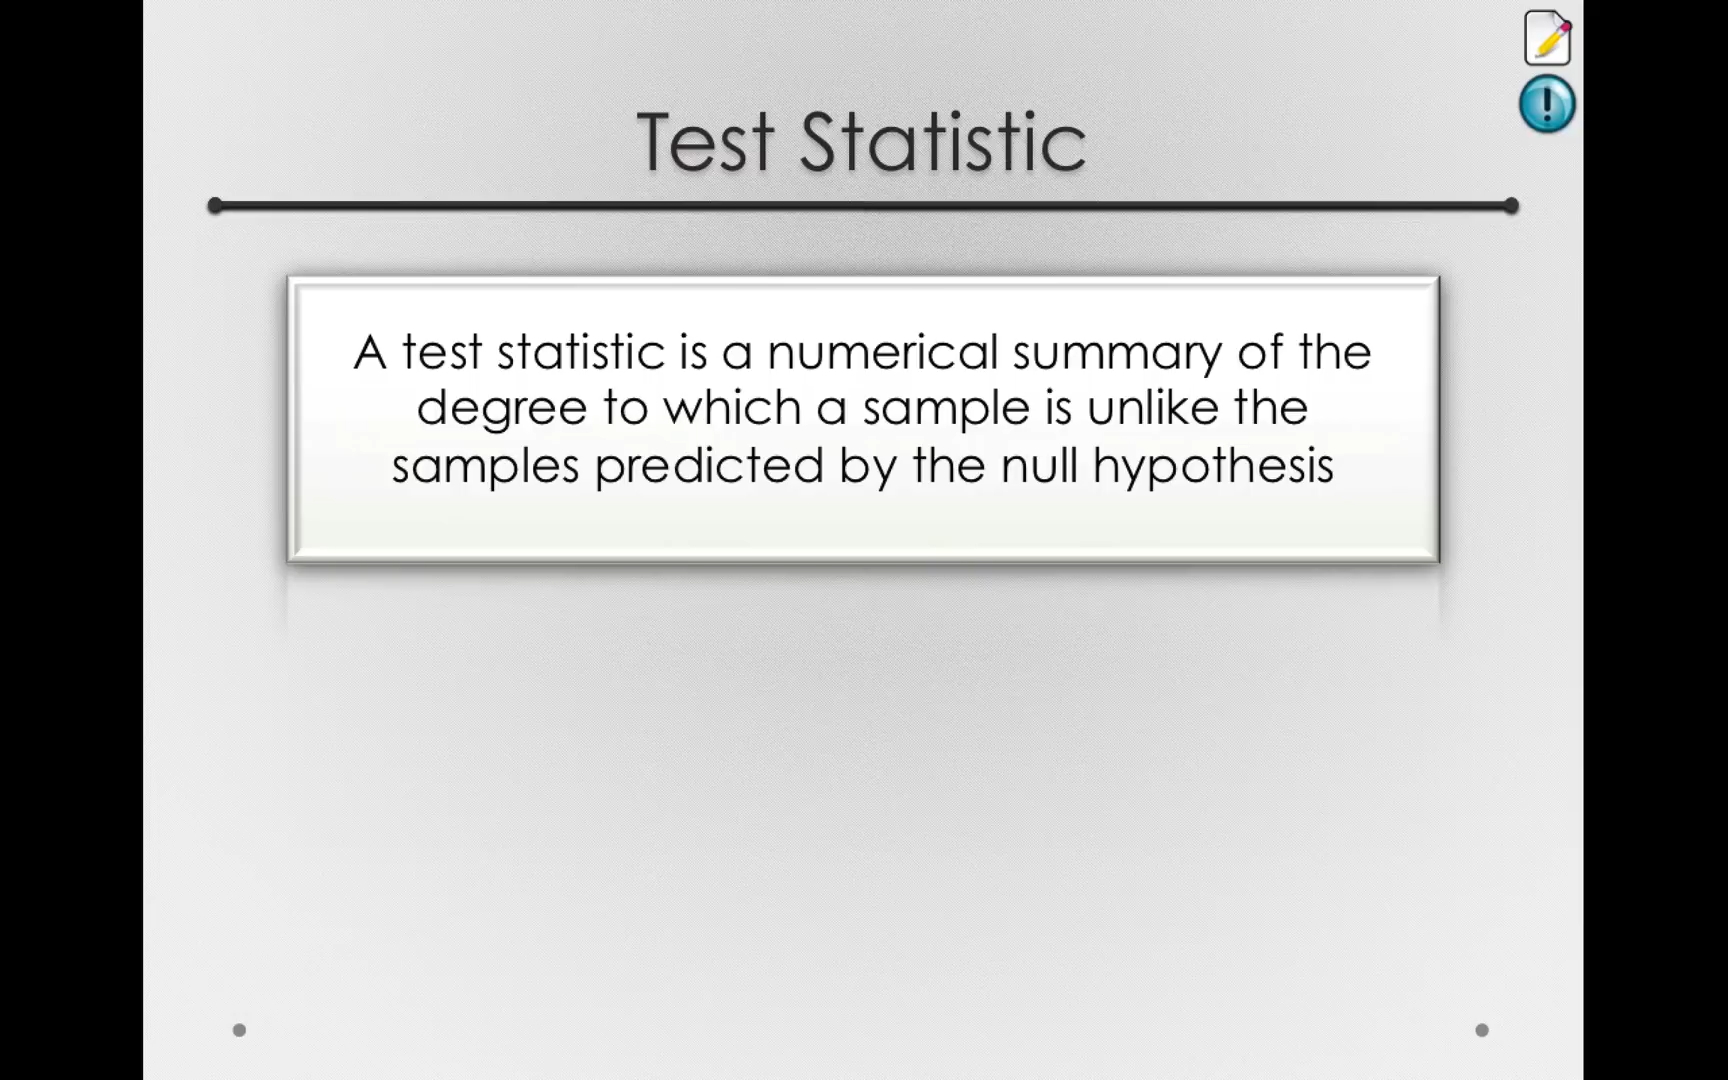 Test Statistic
A test statistic is a numerical summary of the
degree to which a sample is unlike the
samples predicted by the null hypothesis